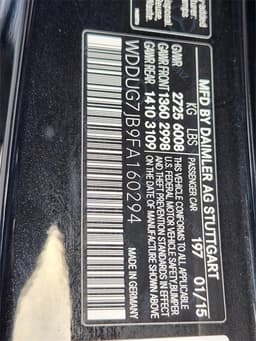 MFD BY DAIMLER AG STUTTGART
197 01/15
KG LBS PASSENGER CAR
GVWR 2725 6008
GAWR FRONT 1360 2998
GAWR REAR 1410 3109
WDDUG7JB9FA160294
THIS VEHICLE CONFORMS TO ALL APPLICABLE
U.S. FEDERAL MOTOR VEHICLE SAFETY, BUMPER
AND THEFT PREVENTION STANDARDS IN EFFECT ON THE
DATE OF MANUFACTURE SHOWN ABOVE
MADE IN GERMANY